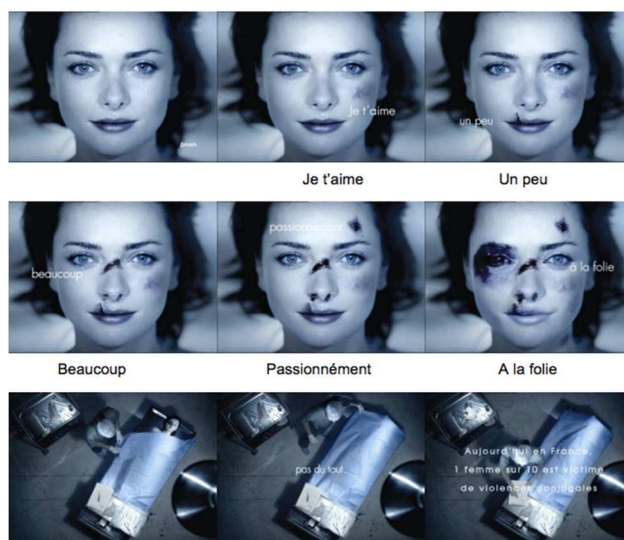 Je t'aime
un peu
Je t'aime
Un peu
passionnément
beaucoup
à la folie
Beaucoup
Passionnément
A la folie
pas du tout.
Aujourd'hui en France,
1 femme sur 10 est victime
de violences conjugales